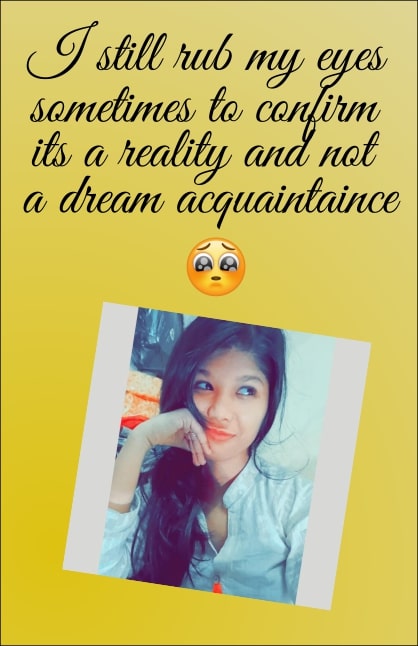 I still rub my eyes
sometimes to confirm
its a reality and not
a dream acquaintaince